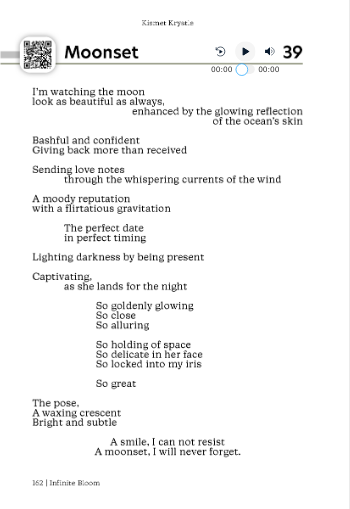 Kismet Krystle
Moonset
39
00:00
00:00
I'm watching the moon
look as beautiful as always,
enhanced by the glowing reflection
of the ocean's skin
Bashful and confident
Giving back more than received
Sending love notes
through the whispering currents of the wind
A moody reputation
with a flirtatious gravitation
The perfect date
in perfect timing
Lighting darkness by being present
Captivating,
as she lands for the night
So goldenly glowing
So close
So alluring
So holding of space
So delicate in her face
So locked into my iris
So great
The pose,
A waxing crescent
Bright and subtle
A smile, I can not resist
A moonset, I will never forget.
162 | Infinite Bloom